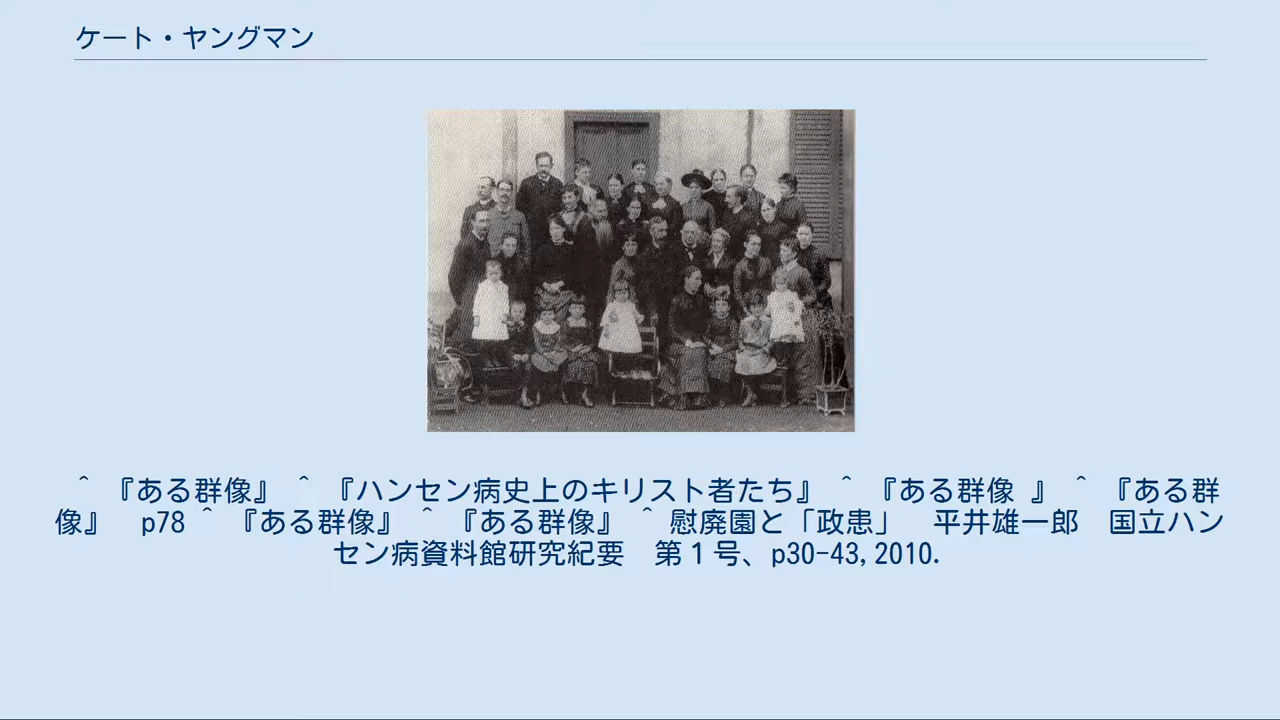 ケート・ヤングマン
^ 『ある群像』 ^ 『ハンセン病史上のキリスト者たち』 ^ 『ある群像 』 ^ 『ある群
像』 p78 ^ 『ある群像』 ^ 『ある群像』 ^ 慰廃園と「政患」 平井雄一郎 国立ハン
セン病資料館研究紀要 第１号、p30-43,2010.